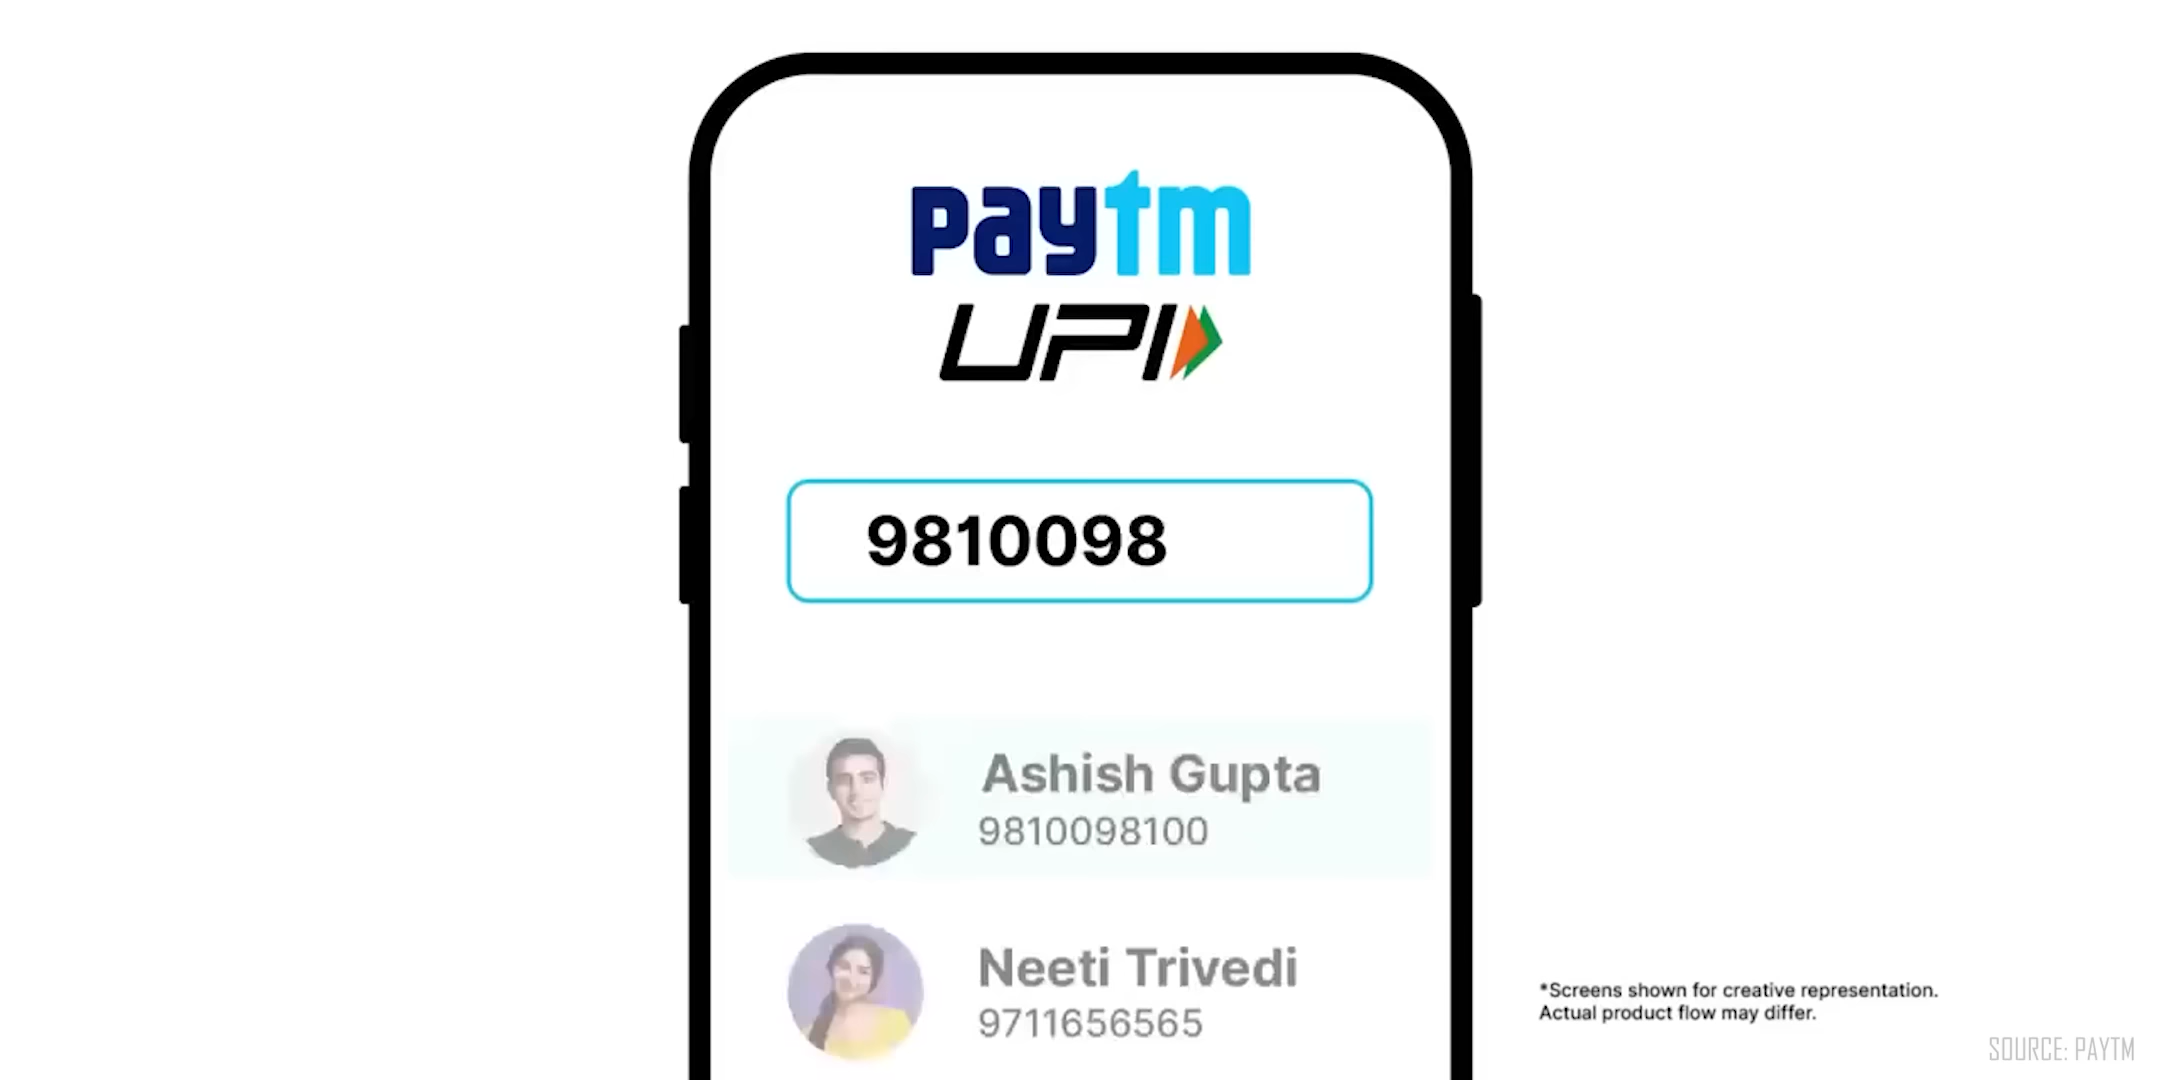 paytm
UPI
9810098
Ashish Gupta
9810098100
Neeti Trivedi
9711656565
*Screens shown for creative representation.
Actual product flow may differ.
SOURCE: PAYTM